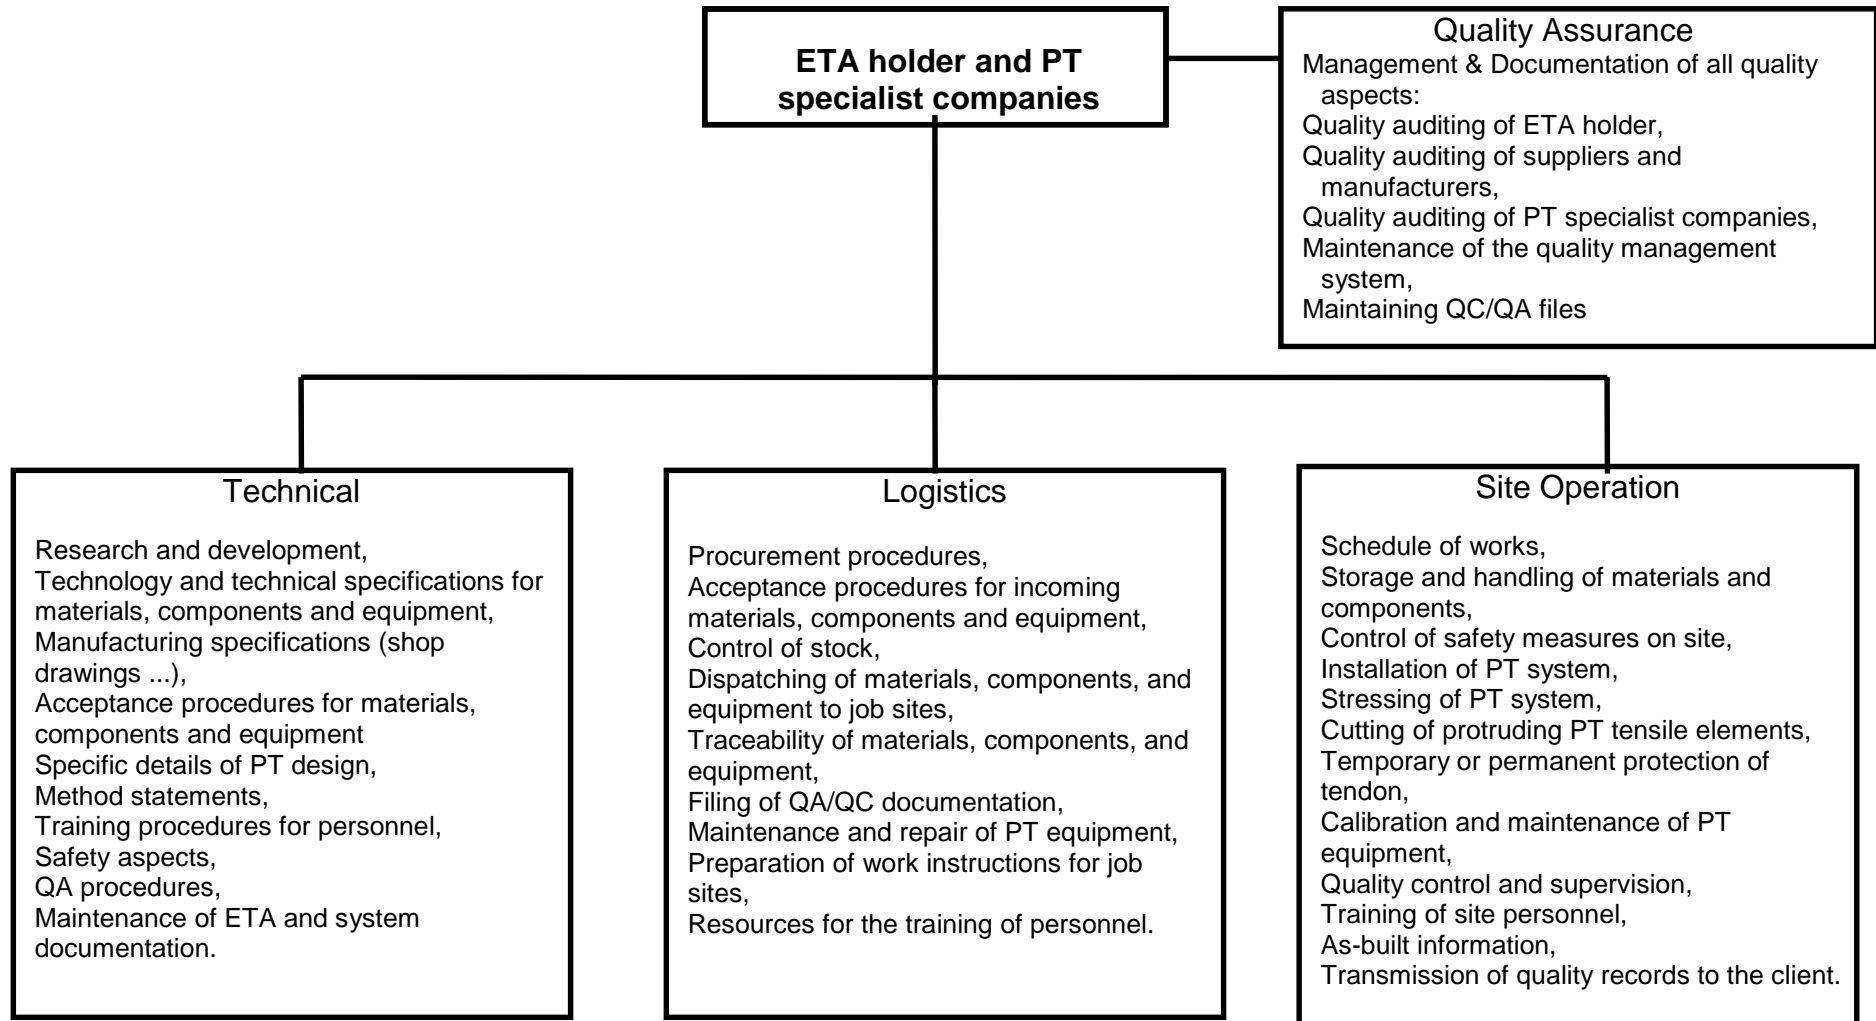 ETA holder and PT
specialist companies
Quality Assurance
Management & Documentation of all quality
aspects:
Quality auditing of ETA holder,
Quality auditing of suppliers and
manufacturers,
Quality auditing of PT specialist companies,
Maintenance of the quality management
system,
Maintaining QC/QA files
Technical
Research and development,
Technology and technical specifications for
materials, components and equipment,
Manufacturing specifications (shop
drawings ...),
Acceptance procedures for materials,
components and equipment
Specific details of PT design,
Method statements,
Training procedures for personnel,
Safety aspects,
QA procedures,
Maintenance of ETA and system
documentation.
Logistics
Procurement procedures,
Acceptance procedures for incoming
materials, components and equipment,
Control of stock,
Dispatching of materials, components, and
equipment to job sites,
Traceability of materials, components, and
equipment,
Filing of QA/QC documentation,
Maintenance and repair of PT equipment,
Preparation of work instructions for job
sites,
Resources for the training of personnel.
Site Operation
Schedule of works,
Storage and handling of materials and
components,
Control of safety measures on site,
Installation of PT system,
Stressing of PT system,
Cutting of protruding PT tensile elements,
Temporary or permanent protection of
tendon,
Calibration and maintenance of PT
equipment,
Quality control and supervision,
Training of site personnel,
As-built information,
Transmission of quality records to the client.